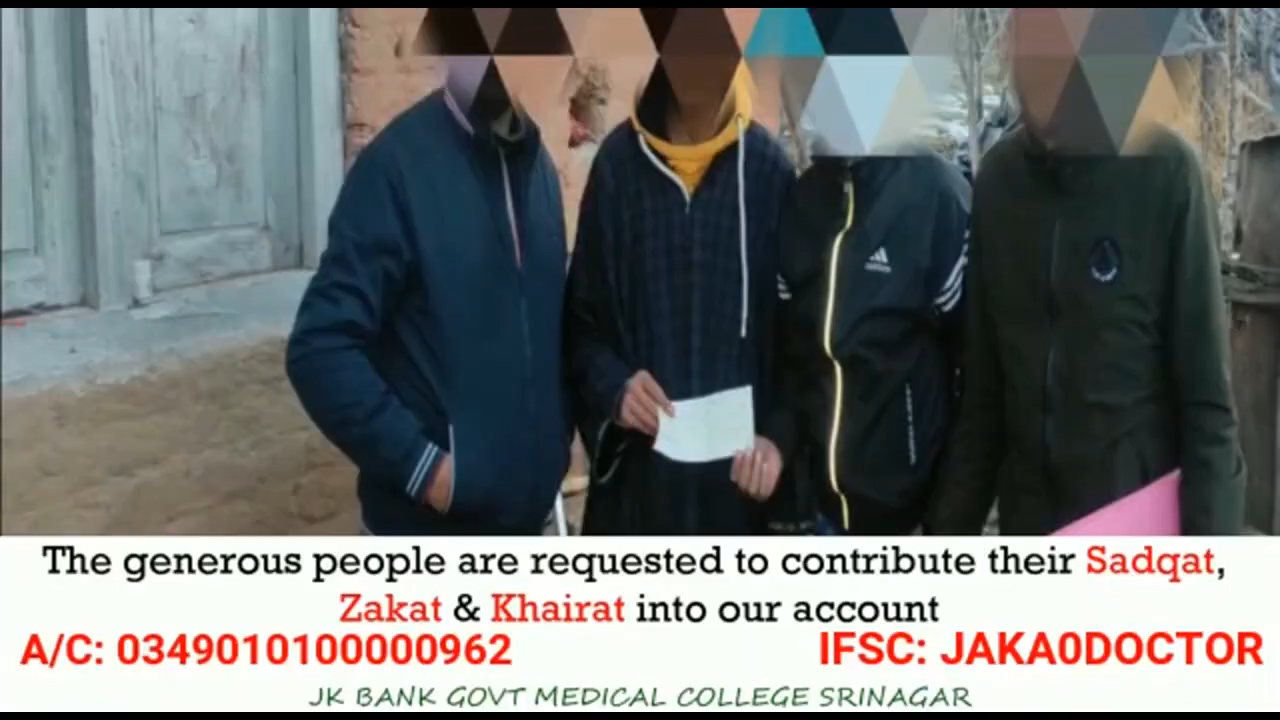 The generous people are requested to contribute their Sadqat,
Zakat & Khairat into our account
A/C: 0349010100000962 IFSC: JAKA0DOCTOR
JK BANK GOVT MEDICAL COLLEGE SRINAGAR